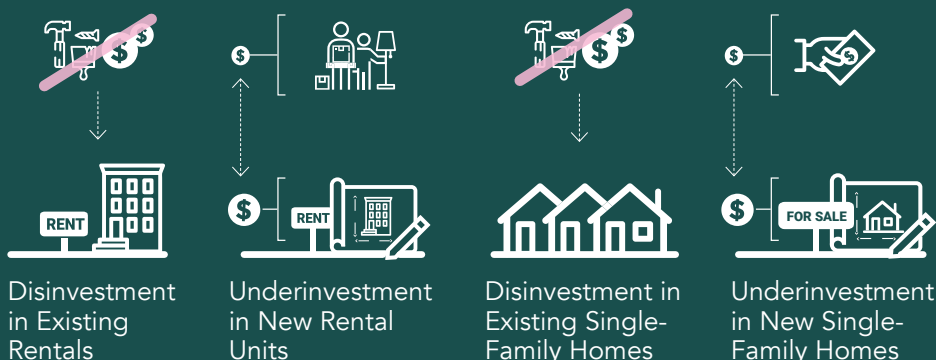 $ $
$
$ $
$
RENT
$
RENT
$
FOR SALE
Disinvestment
in Existing
Rentals
Underinvestment
in New Rental
Units
Disinvestment in
Existing Single-
Family Homes
Underinvestment
in New Single-
Family Homes